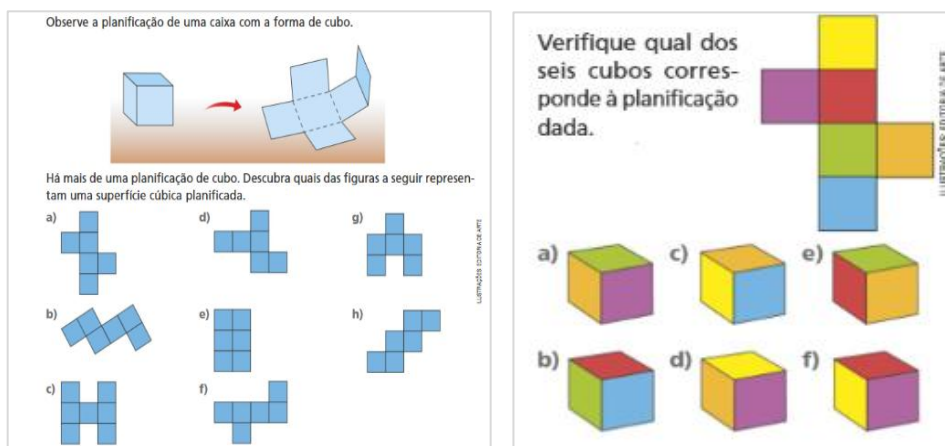 Observe a planificação de uma caixa com a forma de cubo.
Há mais de uma planificação de cubo. Descubra quais das figuras a seguir represen-
tam uma superfície cúbica planificada.
a)
d)
g)
b)
e)
h)
c)
f)
ILUSTRAÇÕES: EDITORIA DE ARTE
Verifique qual dos
seis cubos corres-
ponde à planificação
dada.
ILUSTRAÇÕES: EDITORIA DE ARTE
a)
c)
e)
b)
d)
f)